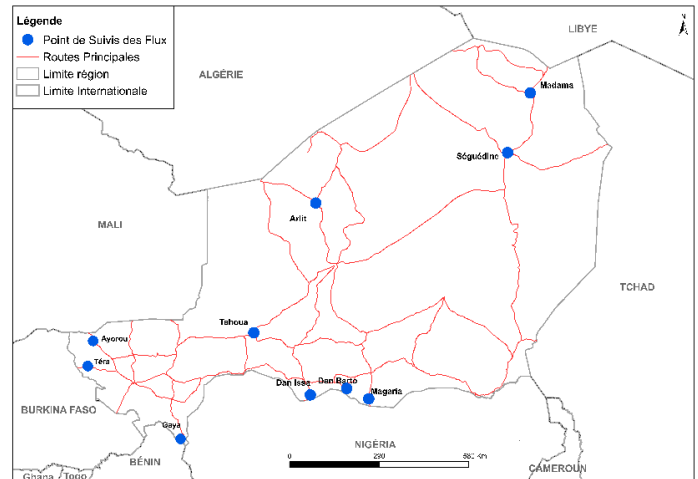 Légende
Point de Suivis des Flux
Routes Principales
Limite région
Limite Internationale
LIBYE
ALGÉRIE
Madama
Séguédine
MALI
Arlit
TCHAD
Tahoua
Ayorou
Téra
Dan Issa
Dan Barto
Magaria
BURKINA FASO
Gaya
NIGÉRIA
BÉNIN
CAMEROUN
Ghana
Togo
0
290
580 Km